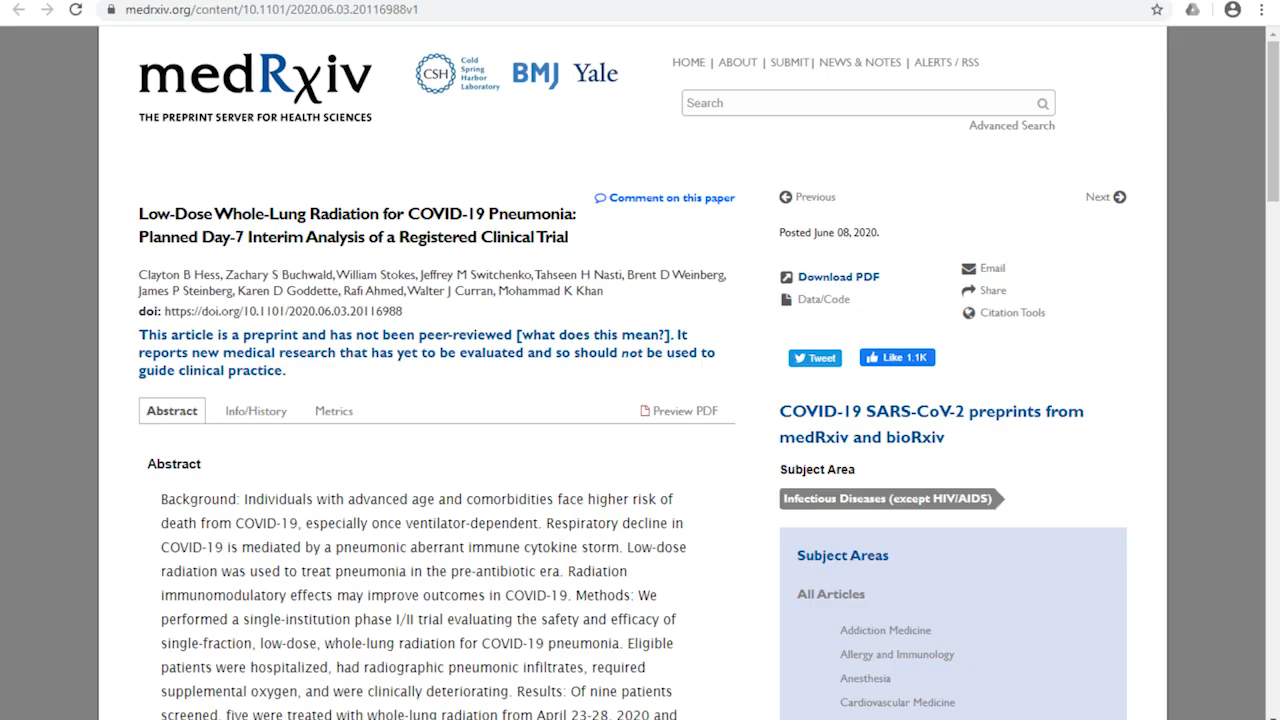 medrxiv.org/content/10.1101/2020.06.03.20116988v1
medRxiv
THE PREPRINT SERVER FOR HEALTH SCIENCES
CSH
Cold
Spring
Harbor
Laboratory
BMJ
Yale
HOME | ABOUT | SUBMIT| NEWS & NOTES | ALERTS / RSS
Search
Advanced Search
Comment on this paper
Low-Dose Whole-Lung Radiation for COVID-19 Pneumonia:
Planned Day-7 Interim Analysis of a Registered Clinical Trial
Clayton B Hess, Zachary S Buchwald, William Stokes, Jeffrey M Switchenko, Tahseen H Nasti, Brent D Weinberg,
James P Steinberg, Karen D Goddette, Rafi Ahmed, Walter J Curran, Mohammad K Khan
doi: https://doi.org/10.1101/2020.06.03.20116988
This article is a preprint and has not been peer-reviewed [what does this mean?]. It
reports new medical research that has yet to be evaluated and so should not be used to
guide clinical practice.
Abstract
Info/History
Metrics
Preview PDF
Abstract
Background: Individuals with advanced age and comorbidities face higher risk of
death from COVID-19, especially once ventilator-dependent. Respiratory decline in
COVID-19 is mediated by a pneumonic aberrant immune cytokine storm. Low-dose
radiation was used to treat pneumonia in the pre-antibiotic era. Radiation
immunomodulatory effects may improve outcomes in COVID-19. Methods: We
performed a single-institution phase I/II trial evaluating the safety and efficacy of
single-fraction, low-dose, whole-lung radiation for COVID-19 pneumonia. Eligible
patients were hospitalized, had radiographic pneumonic infiltrates, required
supplemental oxygen, and were clinically deteriorating. Results: Of nine patients
screened, five were treated with whole-lung radiation from April 23-28, 2020 and
Previous
Next
Posted June 08, 2020.
Download PDF
Data/Code
Email
Share
Citation Tools
Tweet
Like 1.1K
COVID-19 SARS-CoV-2 preprints from
medRxiv and bioRxiv
Subject Area
Infectious Diseases (except HIV/AIDS)
Subject Areas
All Articles
Addiction Medicine
Allergy and Immunology
Anesthesia
Cardiovascular Medicine